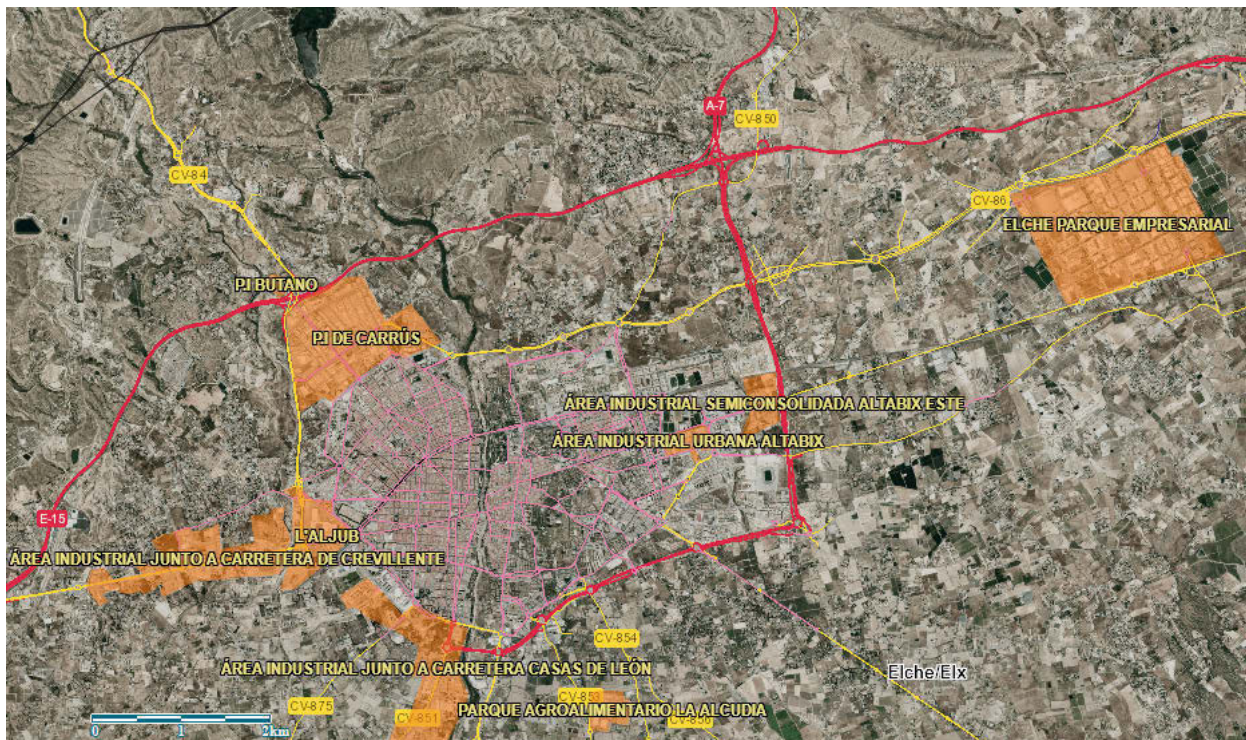 A-7
CV-850
CV-84
CV-86
ELCHE PARQUE EMPRESARIAL
P.I BUTANO
P.I DE CARRÚS
ÁREA INDUSTRIAL SEMICONSOLIDADA ALTABIX ESTE
ÁREA INDUSTRIAL URBANA ALTABIX
E-15
L'ALJUB
ÁREA INDUSTRIAL JUNTO A CARRETERA DE CREVILLENTE
CV-854
ÁREA INDUSTRIAL JUNTO A CARRETERA CASAS DE LEÓN
Elche/Elx
CV-875
CV-853
PARQUE AGROALIMENTARIO LA ALCUDIA
CV-851
0 1 2km